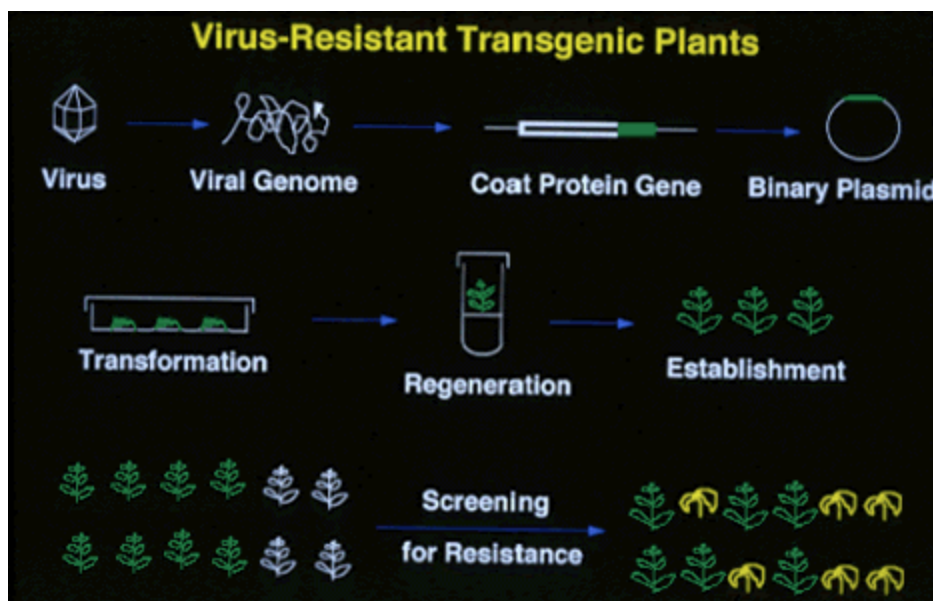 Virus-Resistant Transgenic Plants
Virus
Viral Genome
Coat Protein Gene
Binary Plasmid
Transformation
Regeneration
Establishment
Screening
for Resistance